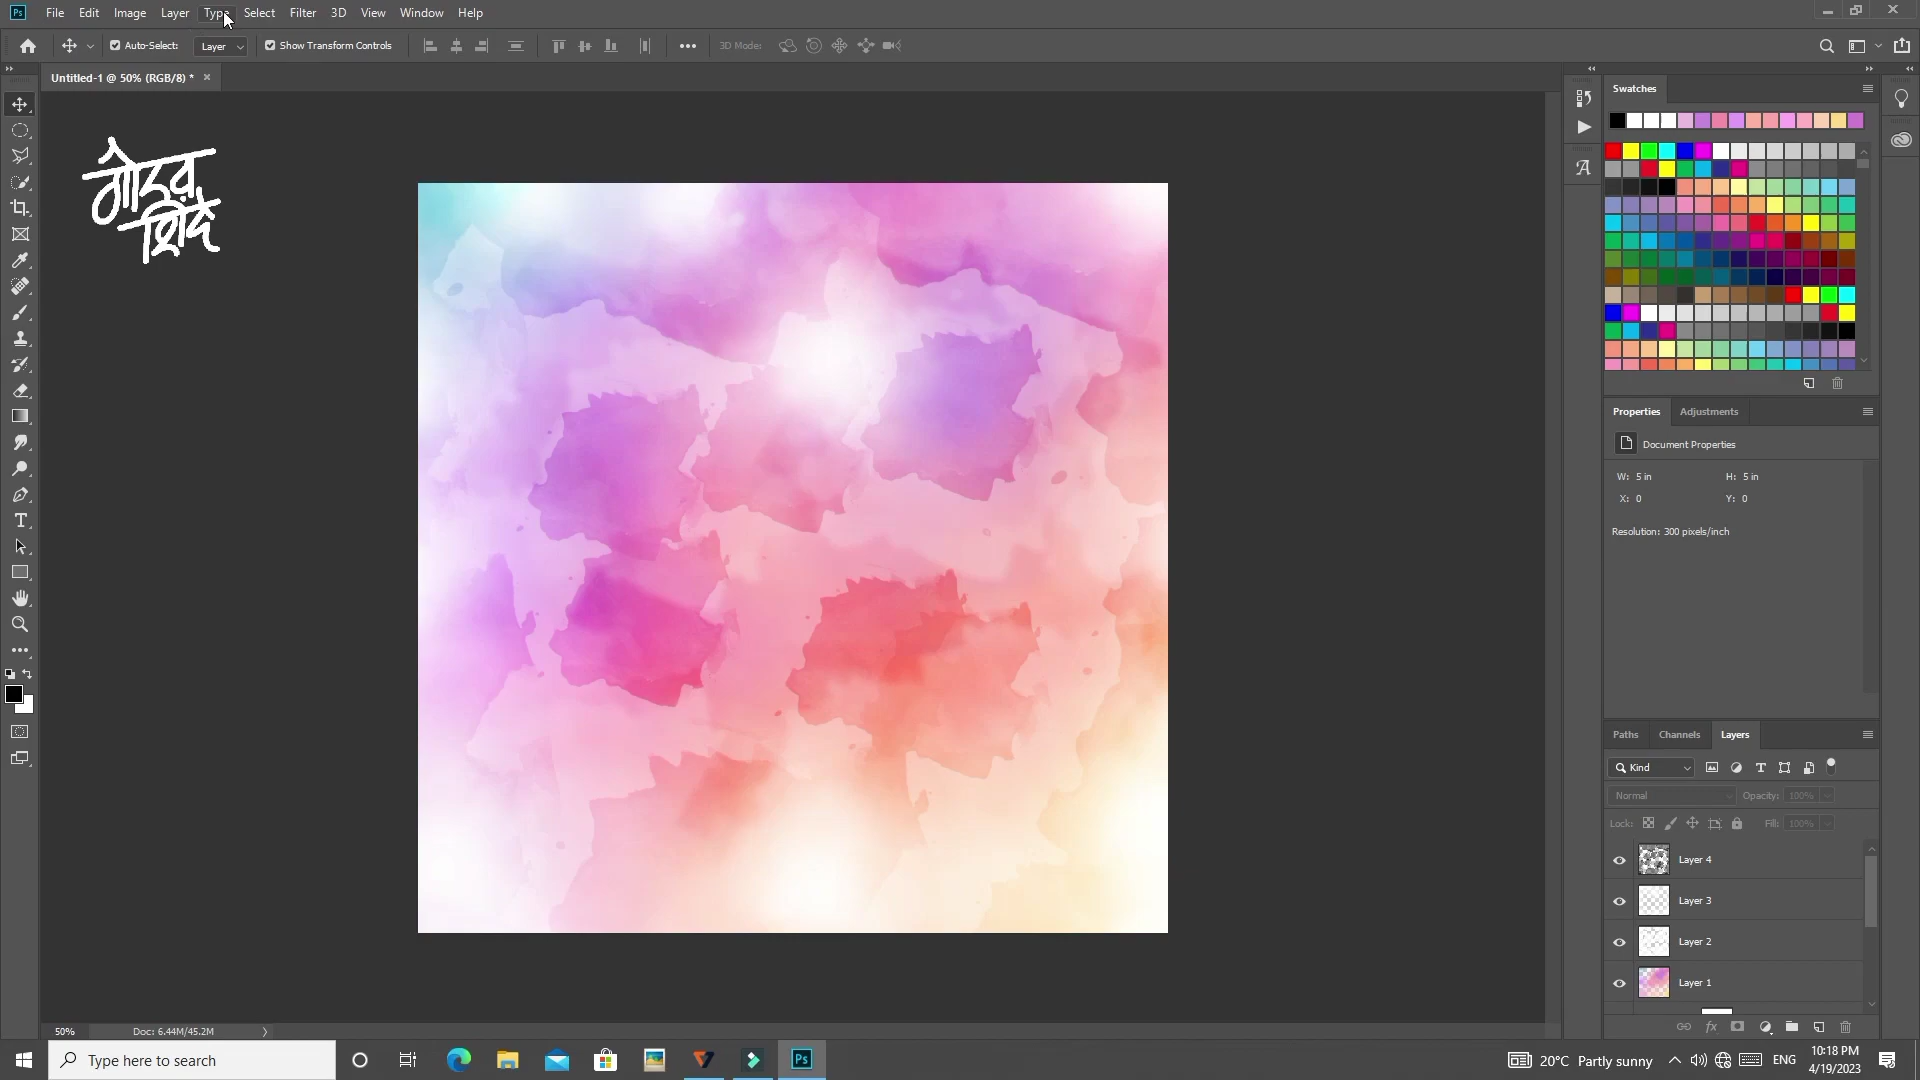 File Edit Image Layer Type Select Filter 3D View Window Help
Auto-Select: Layer Show Transform Controls 3D Mode:
Untitled-1 @ 50% (RGB/8) *
शिंदे
Swatches
Properties Adjustments
Document Properties
W: 5 in H: 5 in
X: 0 Y: 0
Resolution: 300 pixels/inch
Paths Channels Layers
Kind
Normal Opacity: 100%
Lock: Fill: 100%
Layer 4
Layer 3
Layer 2
Layer 1
50% Doc: 6.44M/45.2M
Type here to search
20°C Partly sunny ENG 10:18 PM
4/19/2023